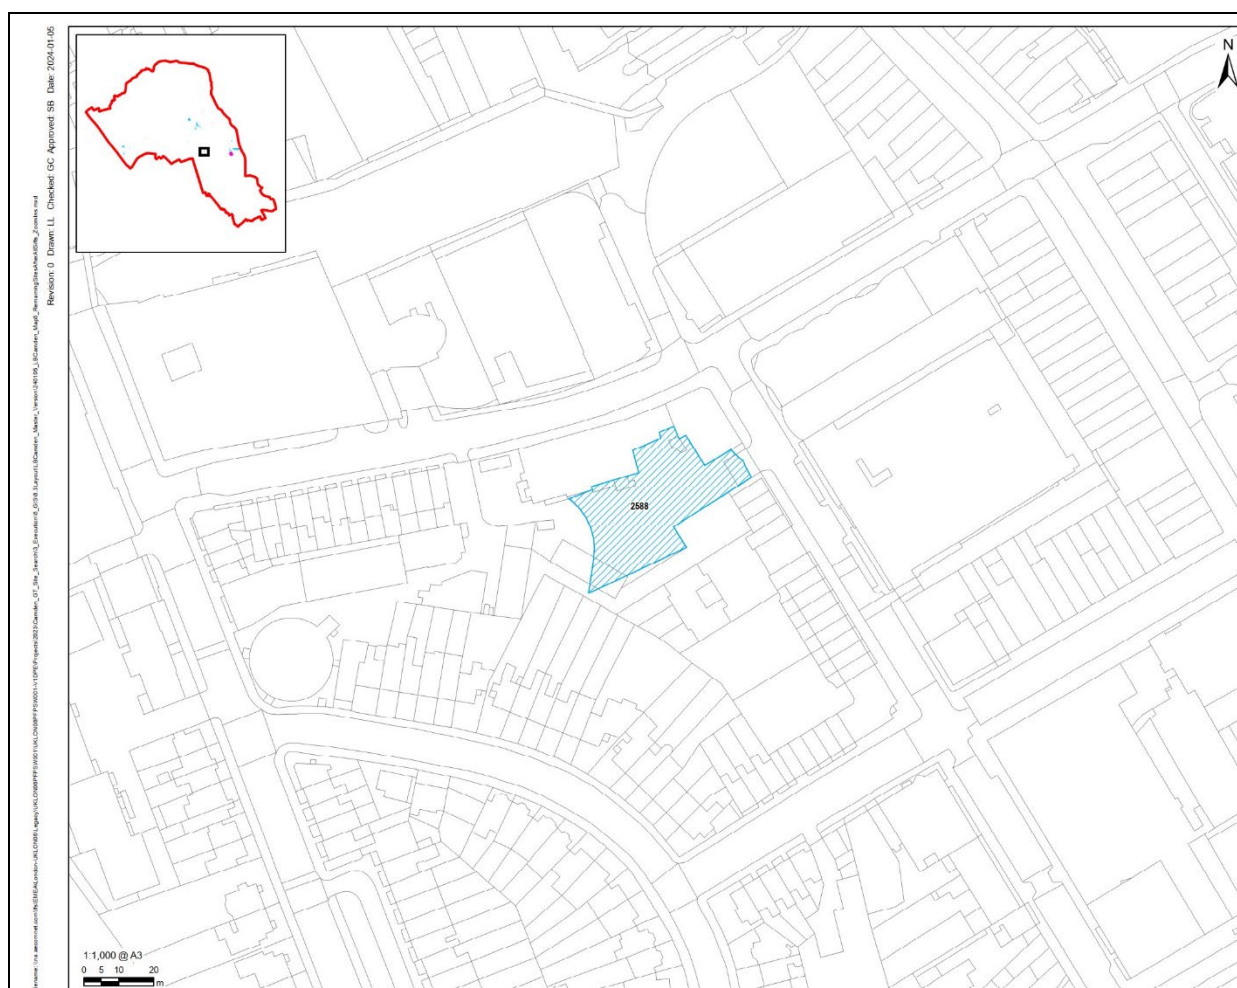 Revision: 0 Drawn: LL Checked: GC Approved: SB Date: 2024-01-05
N
2588
1:1,000 @ A3
0 5 10 20
m